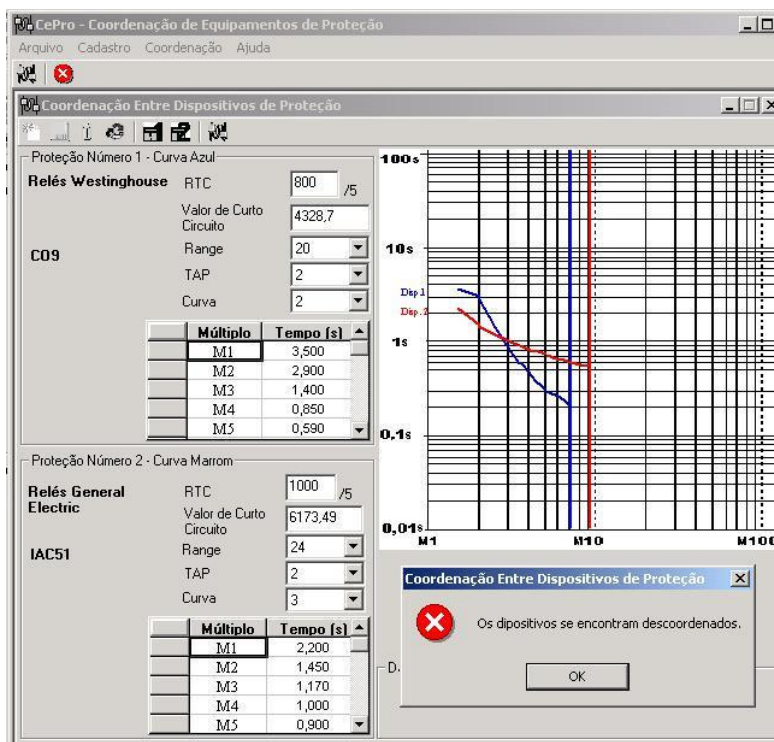 CePro - Coordenação de Equipamentos de Proteção
Arquivo Cadastro Coordenação Ajuda
Coordenação Entre Dispositivos de Proteção
Proteção Número 1 - Curva Azul
Relés Westinghouse
RTC 800 /5
Valor de Curto Circuito 4328,7
CO9
Range 20
TAP 2
Curva 2
Múltiplo Tempo (s)
M1 3,500
M2 2,900
M3 1,400
M4 0,850
M5 0,590
Proteção Número 2 - Curva Marrom
Relés General Electric
RTC 1000 /5
Valor de Curto Circuito 6173,49
IAC51
Range 24
TAP 2
Curva 3
Múltiplo Tempo (s)
M1 2,200
M2 1,450
M3 1,170
M4 1,000
M5 0,900
100s
10s
Disp.1
Disp.2
1s
0,1s
0,01s
M1 M10 M100
Coordenação Entre Dispositivos de Proteção
Os dipositivos se encontram descoordenados.
OK